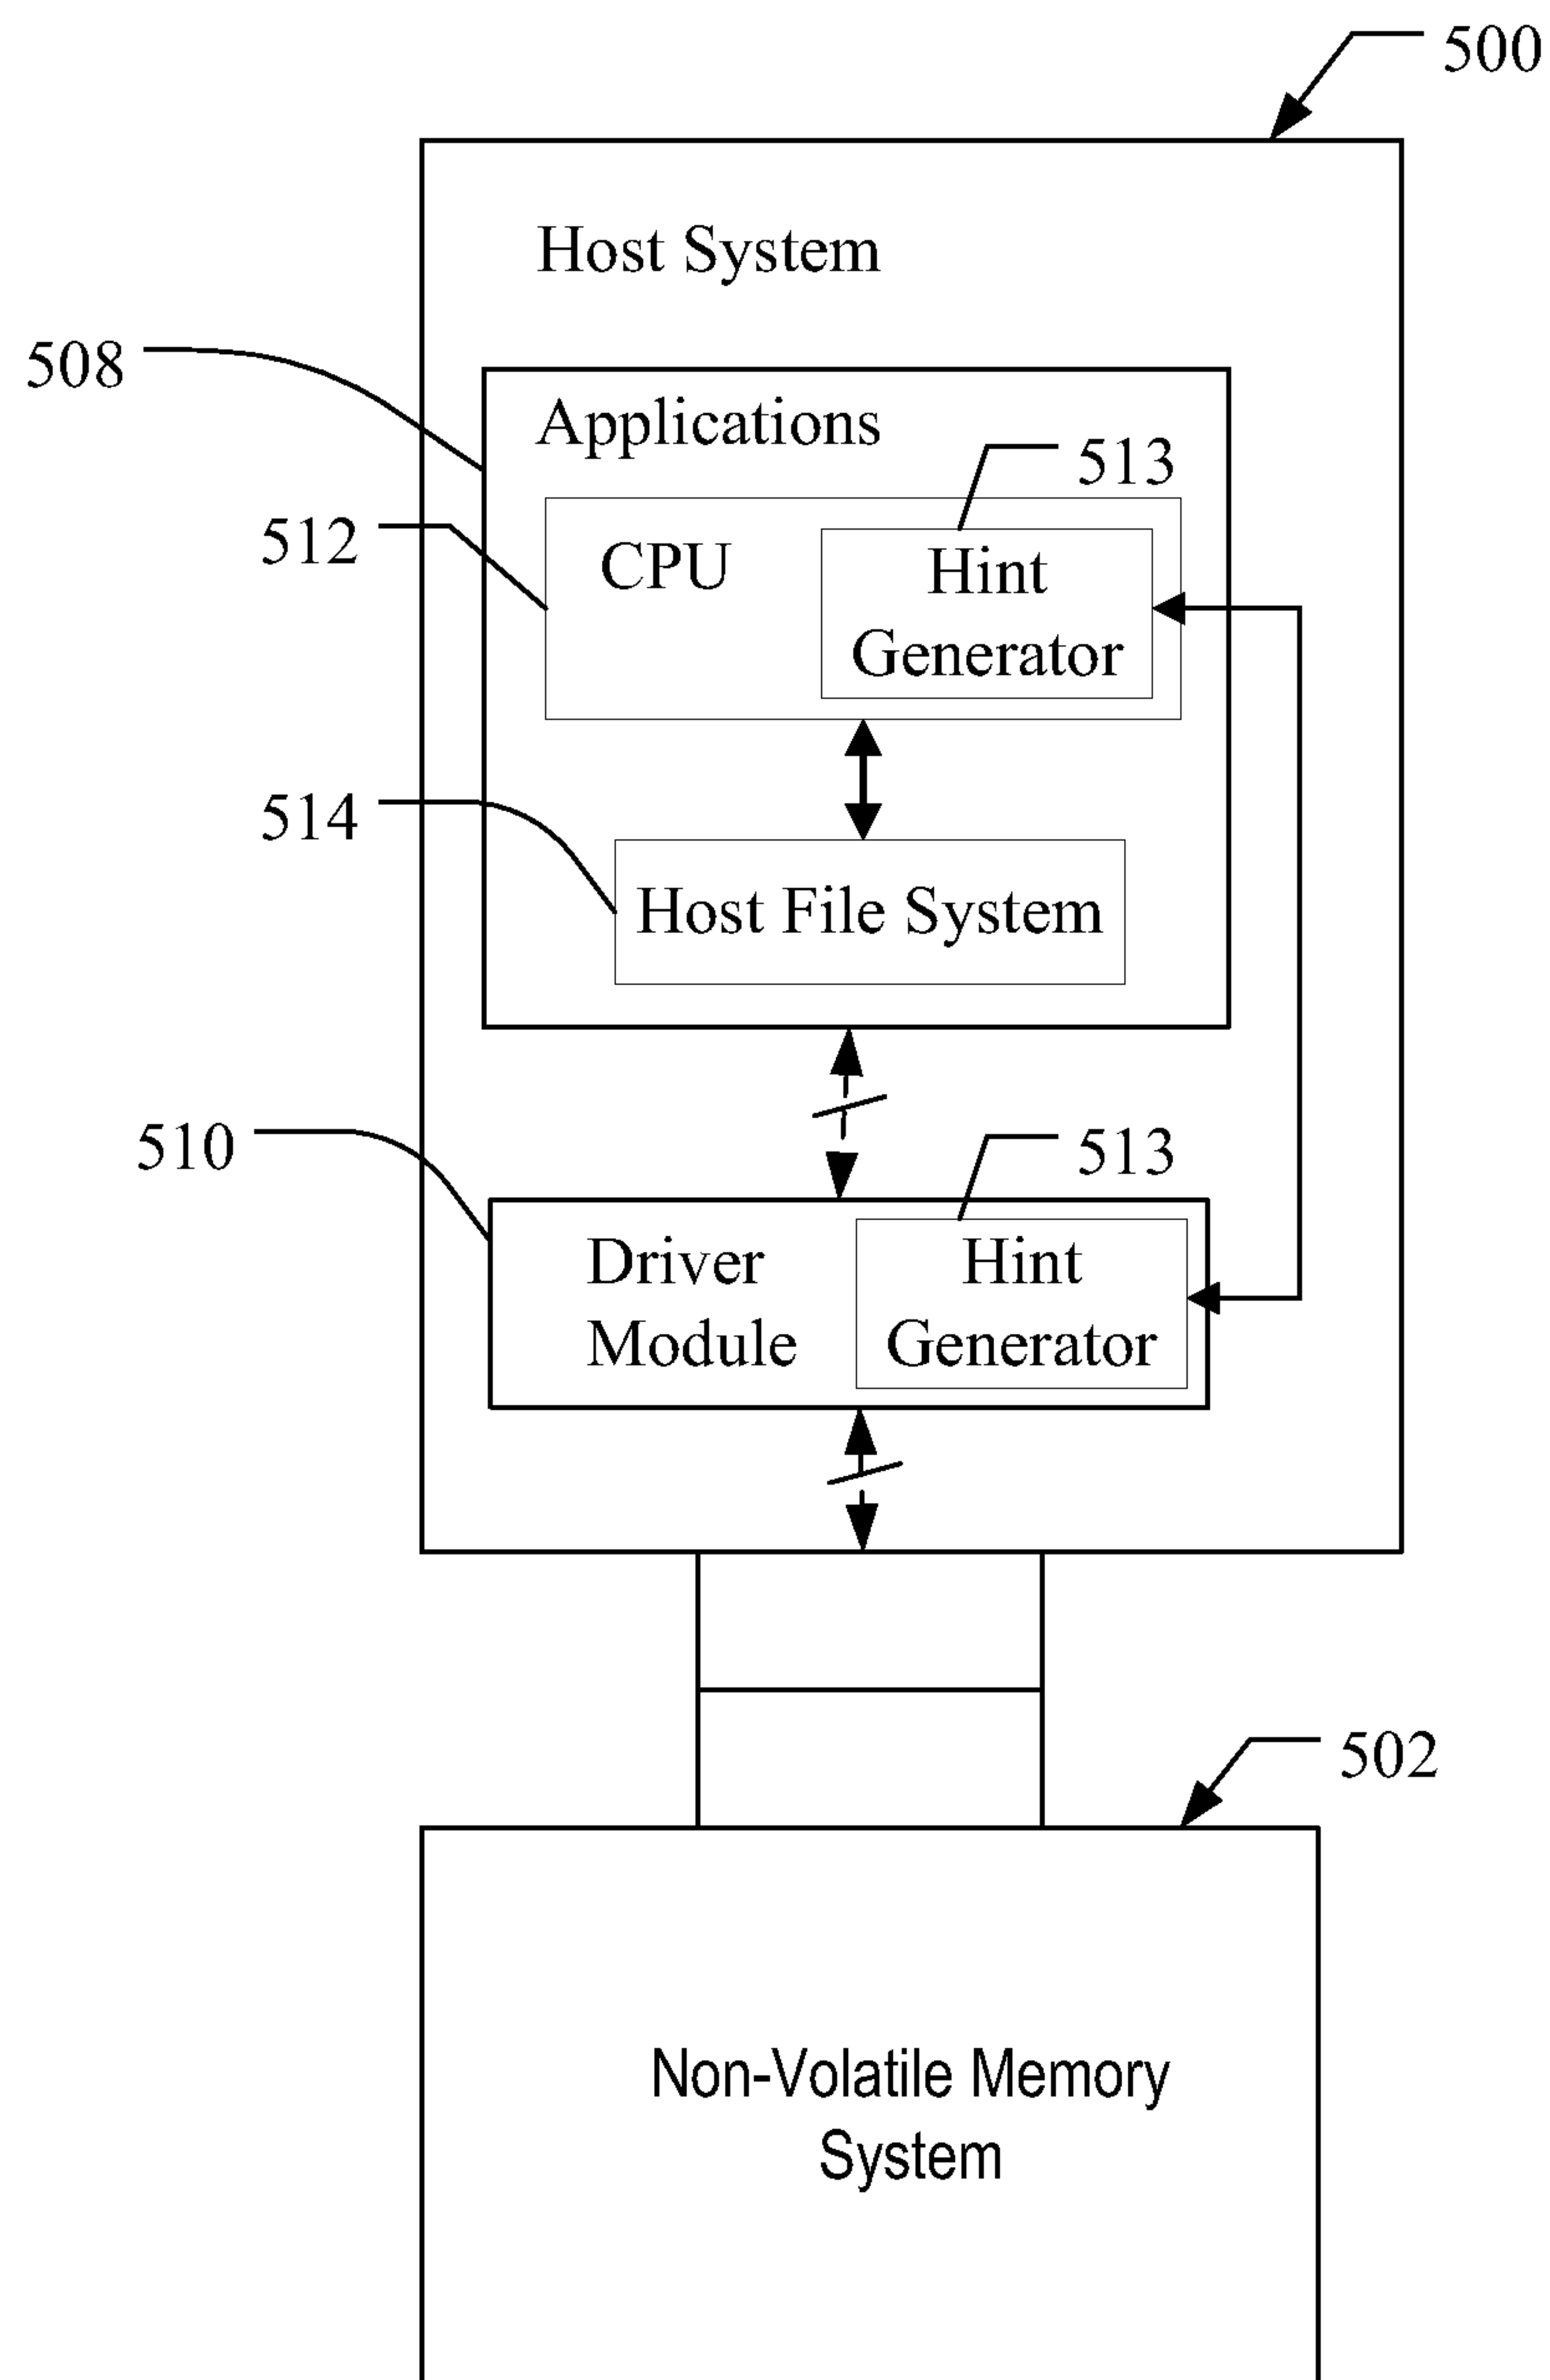 500
Host System
508
Applications
513
512
CPU
Hint
Generator
514
Host File System
510
513
Driver
Module
Hint
Generator
502
Non-Volatile Memory
System